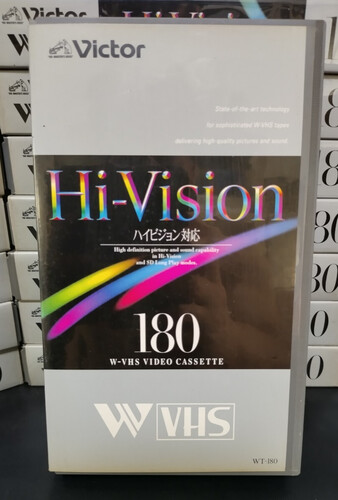 Victor
State-of-the-art technology
for sophisticated W-VHS tapes
delivering high quality pictures and sound.
Hi-Vision
ハイビジョン対応
High definition picture and sound capability
in Hi-Vision
and SD Long Play modes.
180
W-VHS VIDEO CASSETTE
W VHS
WT-180
Victor